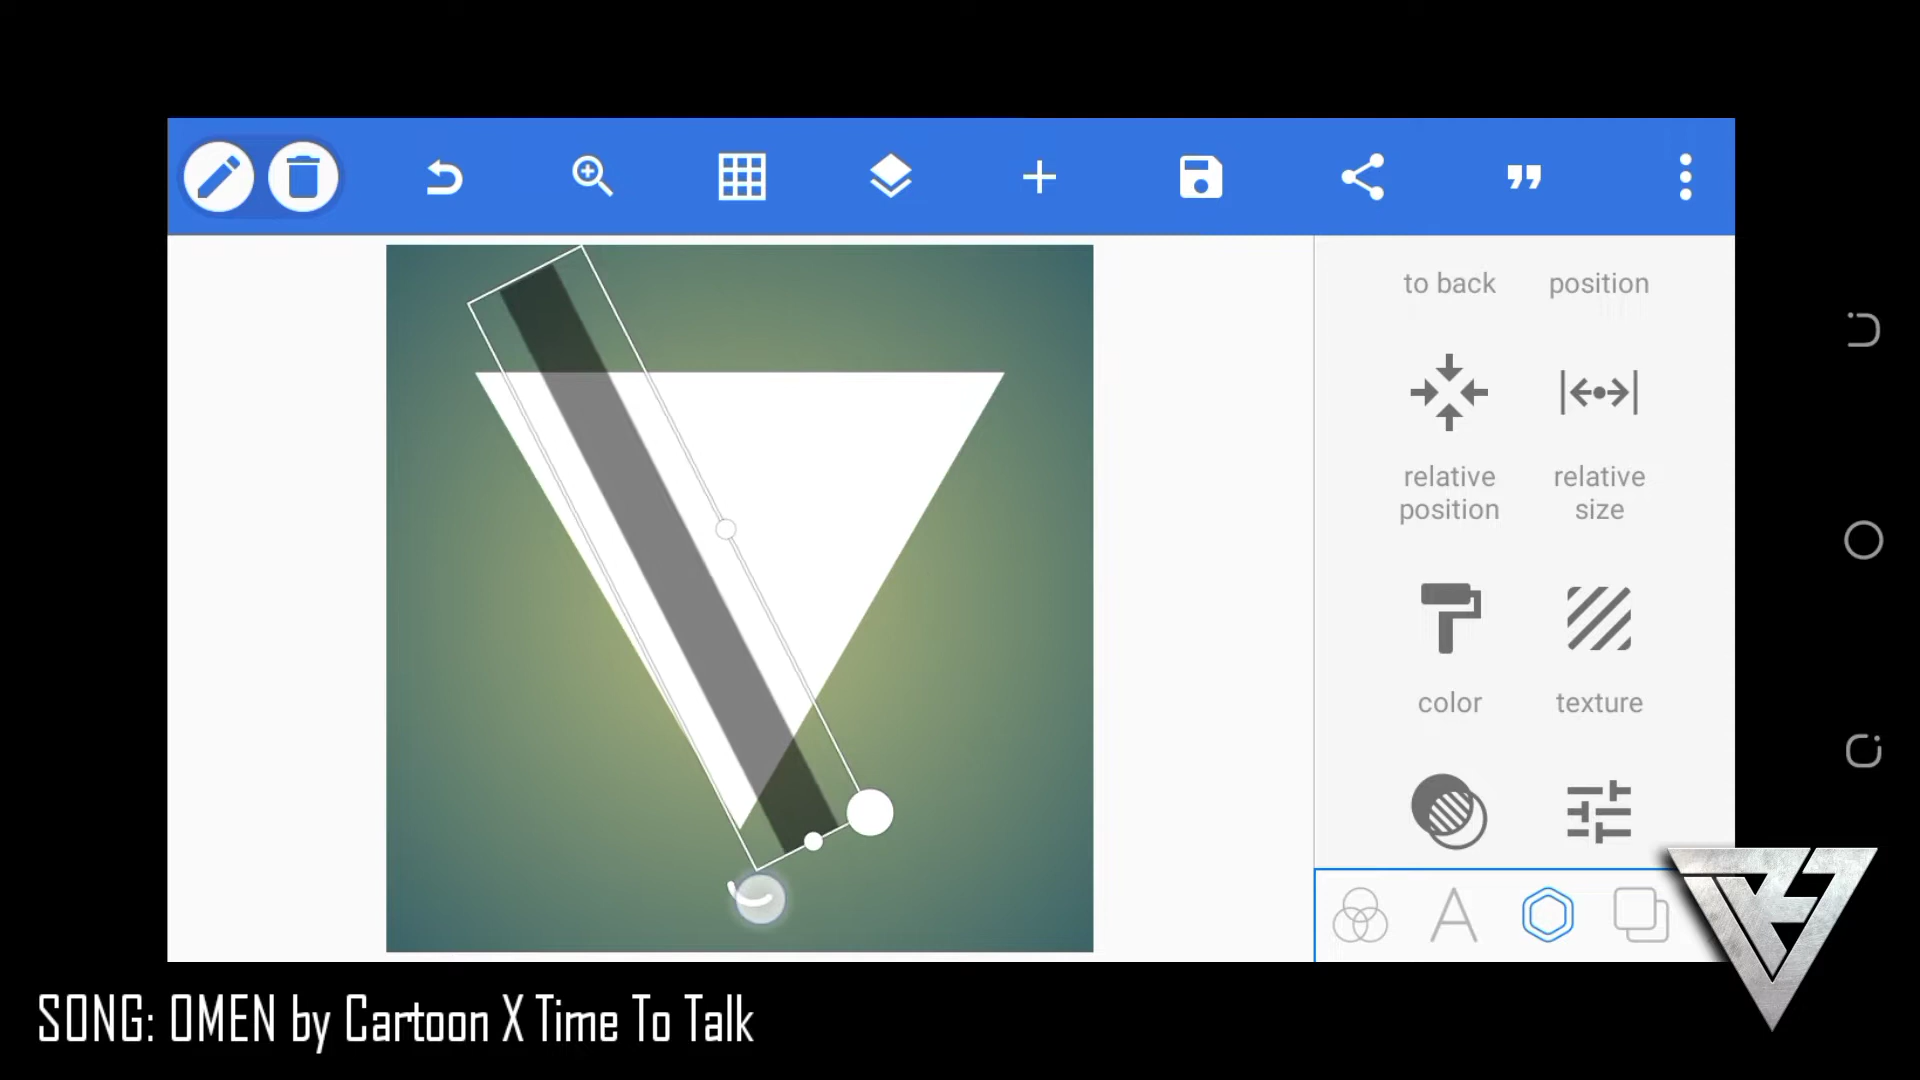 to back
position
relative position
relative size
color
texture
SONG: OMEN by Cartoon X Time To Talk